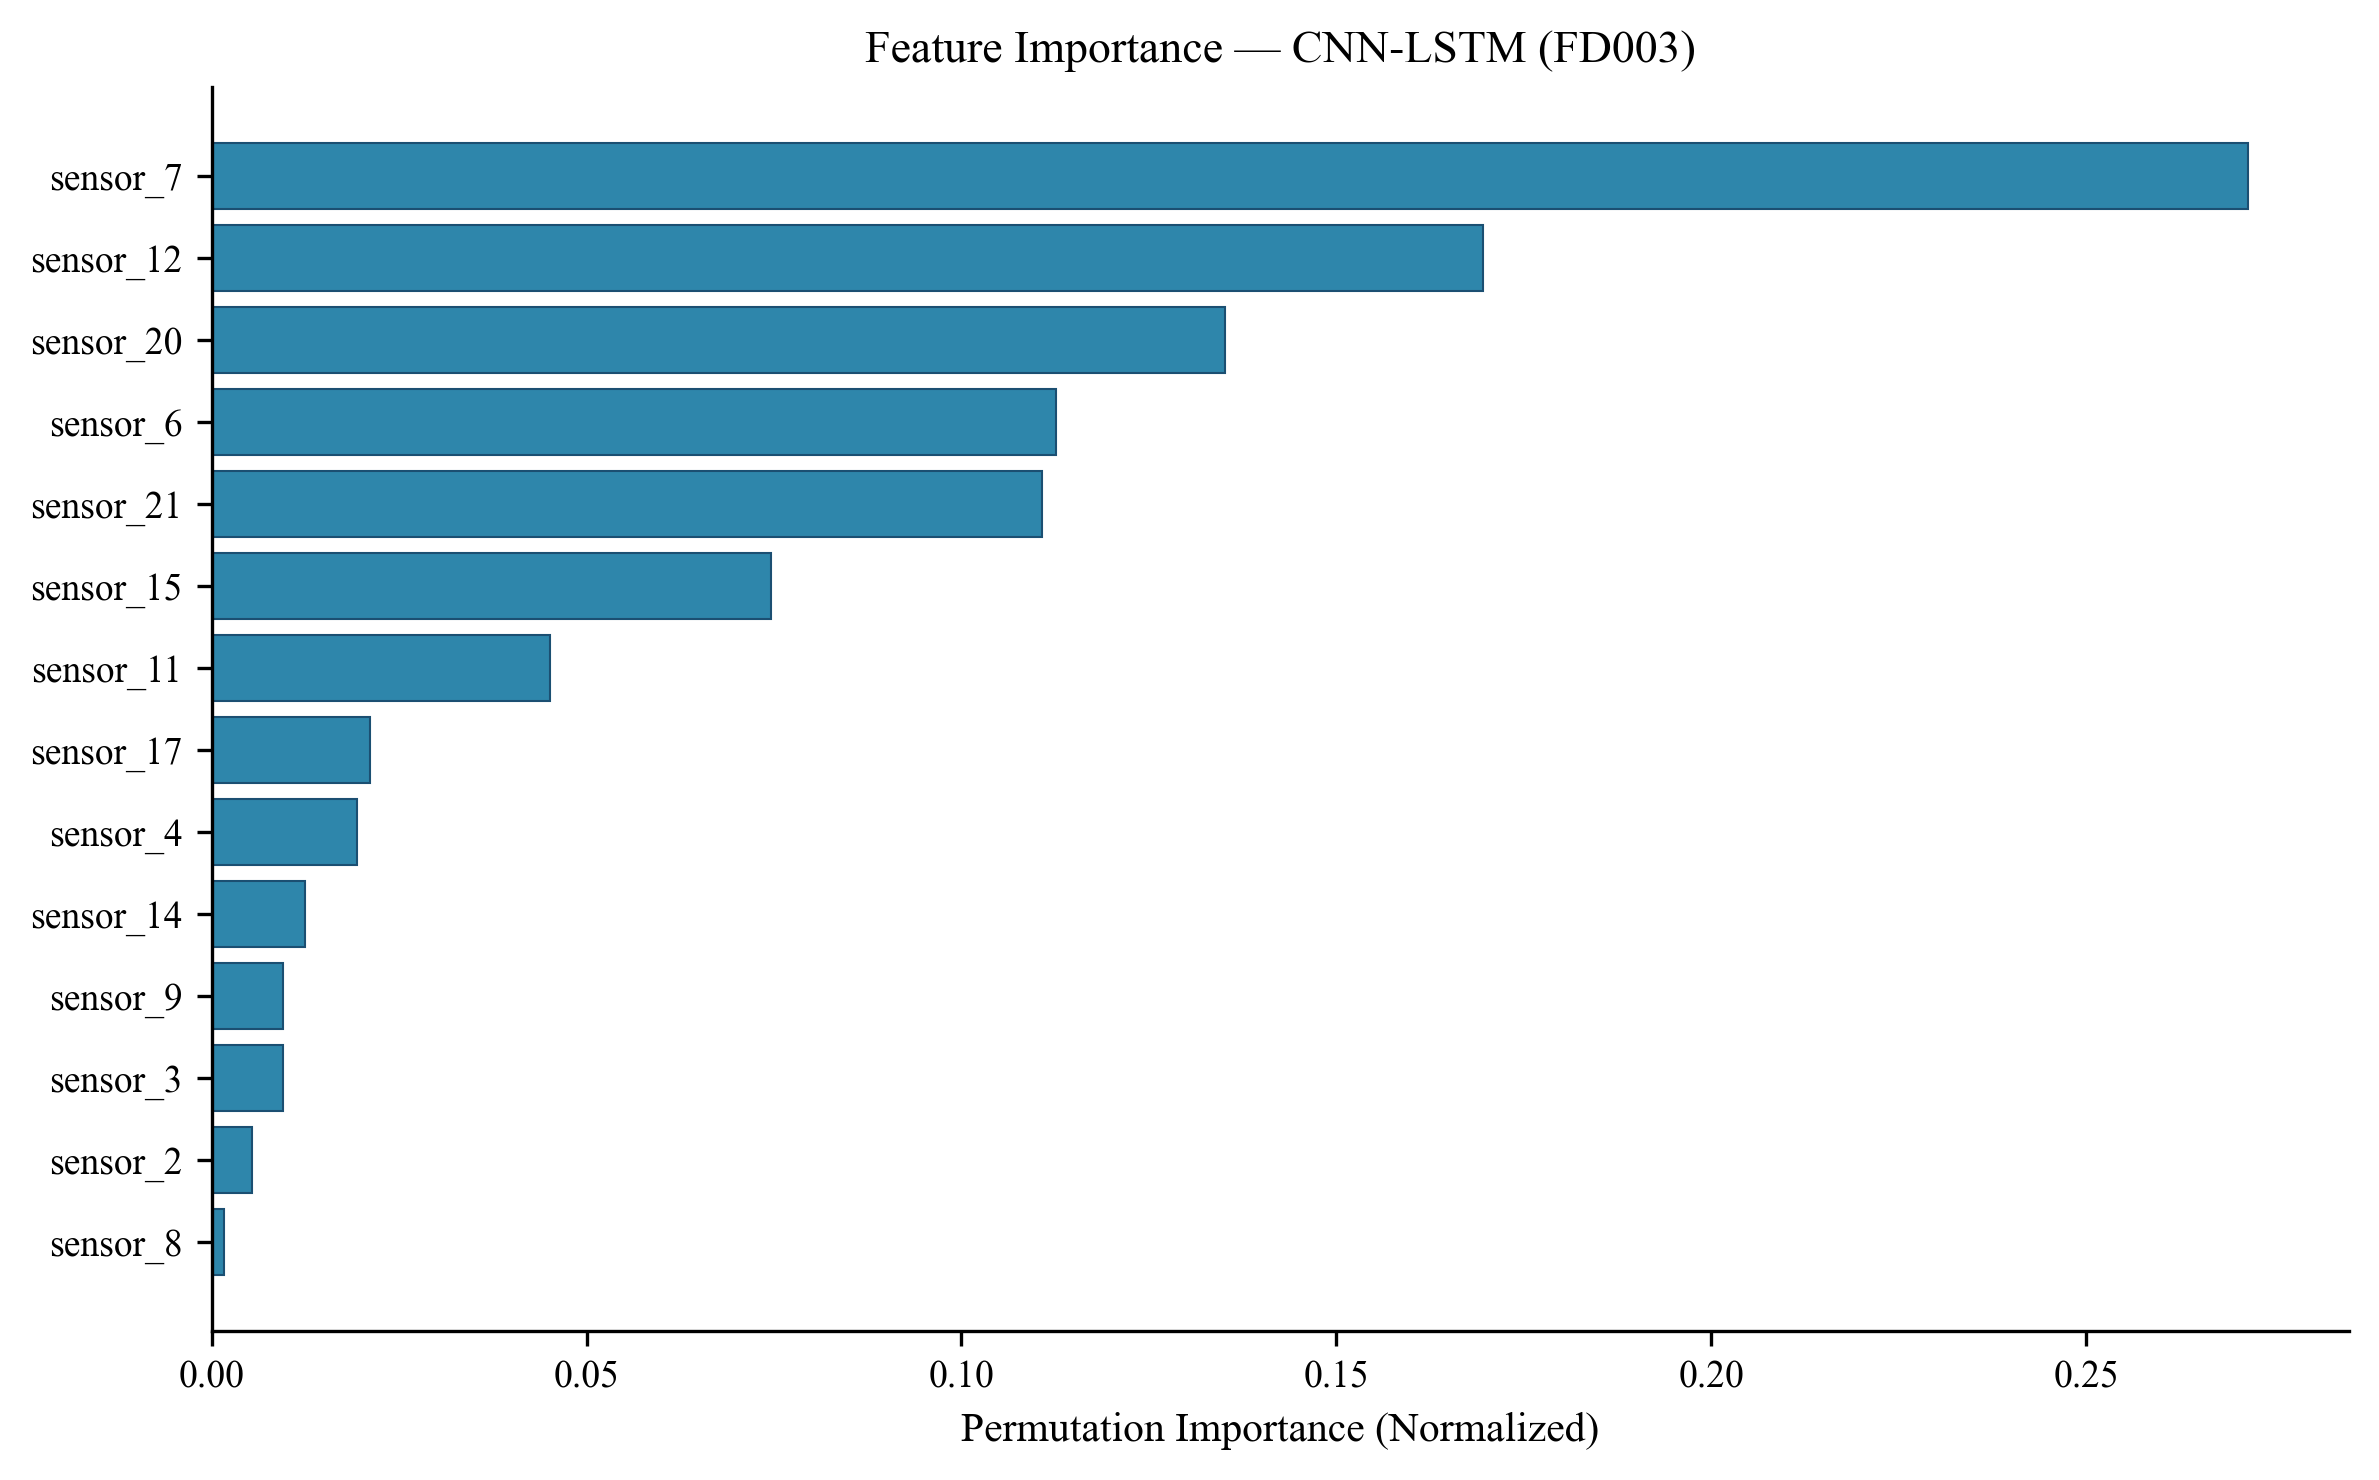 Feature Importance — CNN-LSTM (FD003)
sensor_7
sensor_12
sensor_20
sensor_6
sensor_21
sensor_15
sensor_11
sensor_17
sensor_4
sensor_14
sensor_9
sensor_3
sensor_2
sensor_8
0.00 0.05 0.10 0.15 0.20 0.25
Permutation Importance (Normalized)